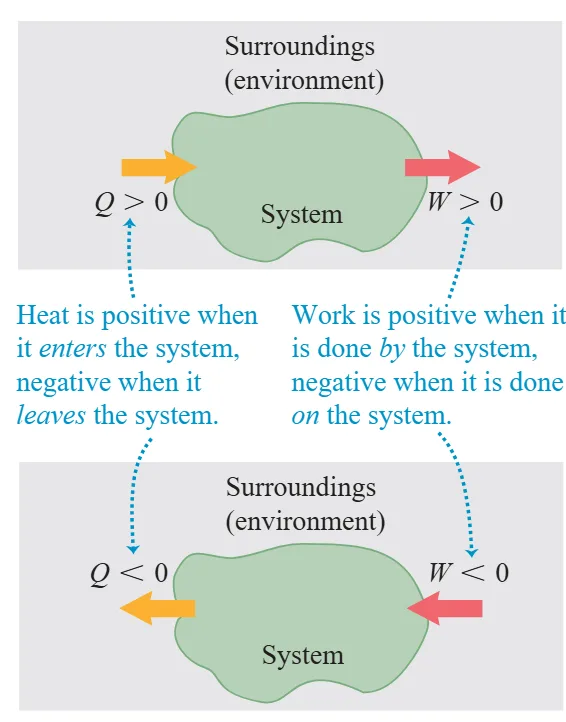 Surroundings
(environment)
Q > 0
System
W > 0
Heat is positive when
it enters the system,
negative when it
leaves the system.
Work is positive when it
is done by the system,
negative when it is done
on the system.
Surroundings
(environment)
Q < 0
W < 0
System